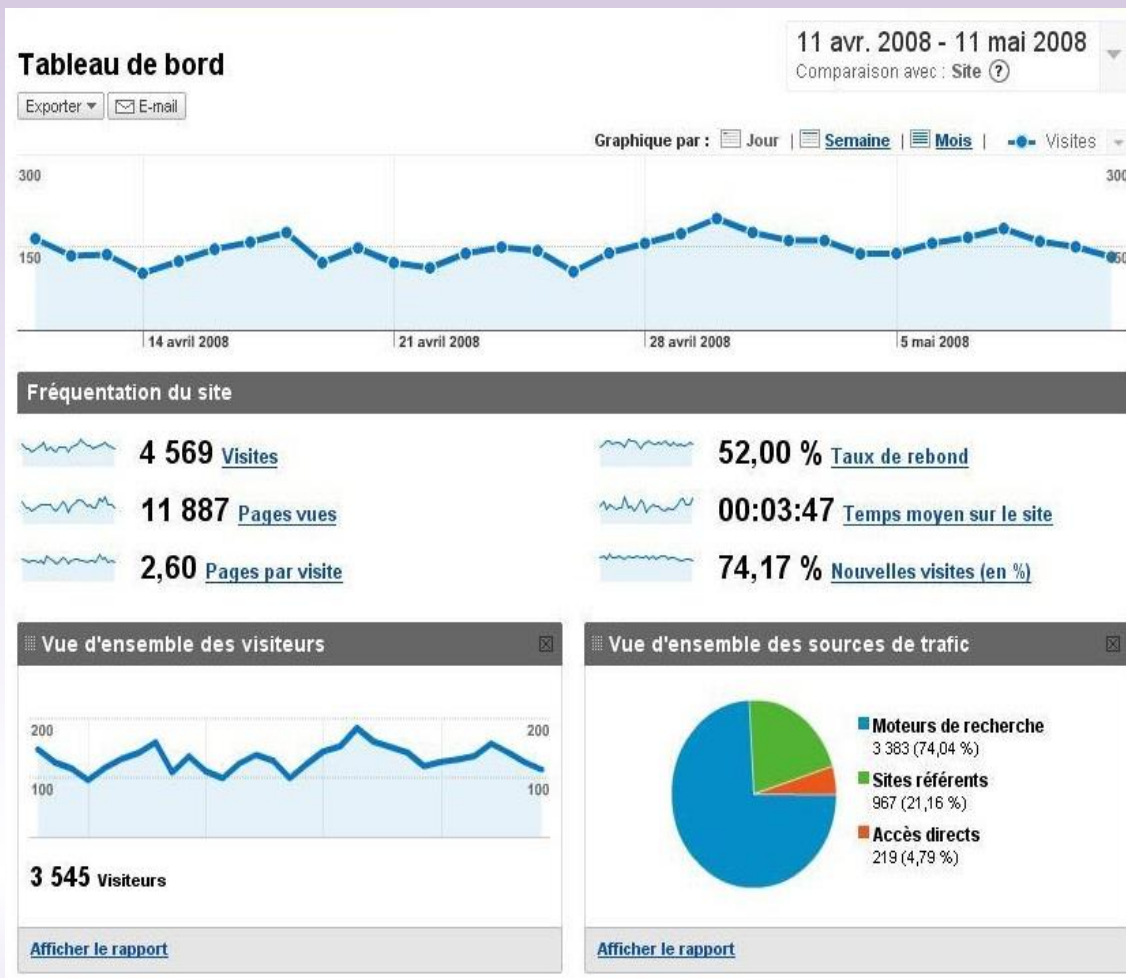 Tableau de bord
11 avr. 2008 - 11 mai 2008
Comparaison avec : Site ?
Exporter E-mail
Graphique par : Jour | Semaine | Mois | Visites
300 300
150 50
14 avril 2008 21 avril 2008 28 avril 2008 5 mai 2008
Fréquentation du site
4 569 Visites
52,00 % Taux de rebond
11 887 Pages vues
00:03:47 Temps moyen sur le site
2,60 Pages par visite
74,17 % Nouvelles visites (en %)
Vue d'ensemble des visiteurs
200 200
100 100
3 545 Visiteurs
Afficher le rapport
Vue d'ensemble des sources de trafic
Moteurs de recherche
3 383 (74,04 %)
Sites référents
967 (21,16 %)
Accès directs
219 (4,79 %)
Afficher le rapport